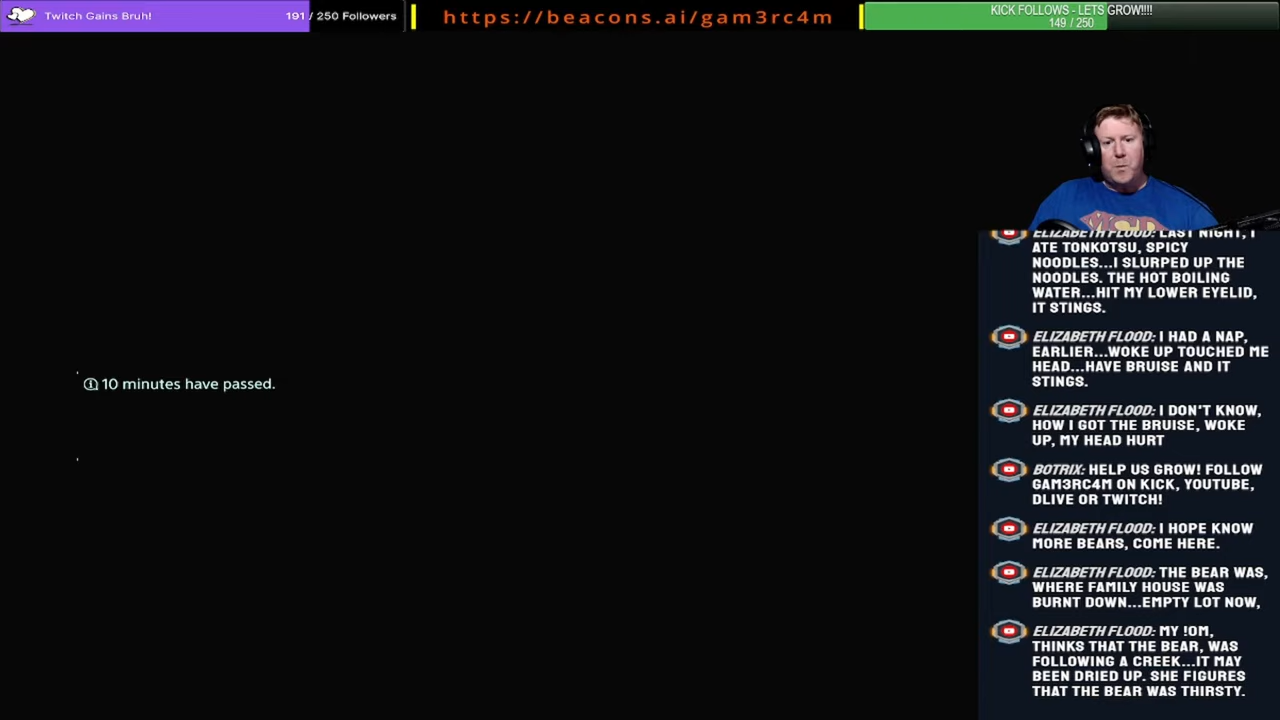 Twitch Gains Bruh!
191 / 250 Followers
https://beacons.ai/gam3rc4m
KICK FOLLOWS - LETS GROW!!!!
149 / 250
ELIZABETH FLOOD: LAST NIGHT, I
ATE TONKOTSU, SPICY
NOODLES...I SLURPED UP THE
NOODLES. THE HOT BOILING
WATER...HIT MY LOWER EYELID,
IT STINGS.
ELIZABETH FLOOD: I HAD A NAP,
EARLIER...WOKE UP TOUCHED ME
HEAD...HAVE BRUISE AND IT
STINGS.
ELIZABETH FLOOD: I DON'T KNOW,
HOW I GOT THE BRUISE, WOKE
UP, MY HEAD HURT
BOTRIX: HELP US GROW! FOLLOW
GAM3RC4M ON KICK, YOUTUBE,
DLIVE OR TWITCH!
ELIZABETH FLOOD: I HOPE KNOW
MORE BEARS, COME HERE.
ELIZABETH FLOOD: THE BEAR WAS,
WHERE FAMILY HOUSE WAS
BURNT DOWN...EMPTY LOT NOW,
ELIZABETH FLOOD: MY !OM,
THINKS THAT THE BEAR, WAS
FOLLOWING A CREEK...IT MAY
BEEN DRIED UP. SHE FIGURES
THAT THE BEAR WAS THIRSTY.
10 minutes have passed.